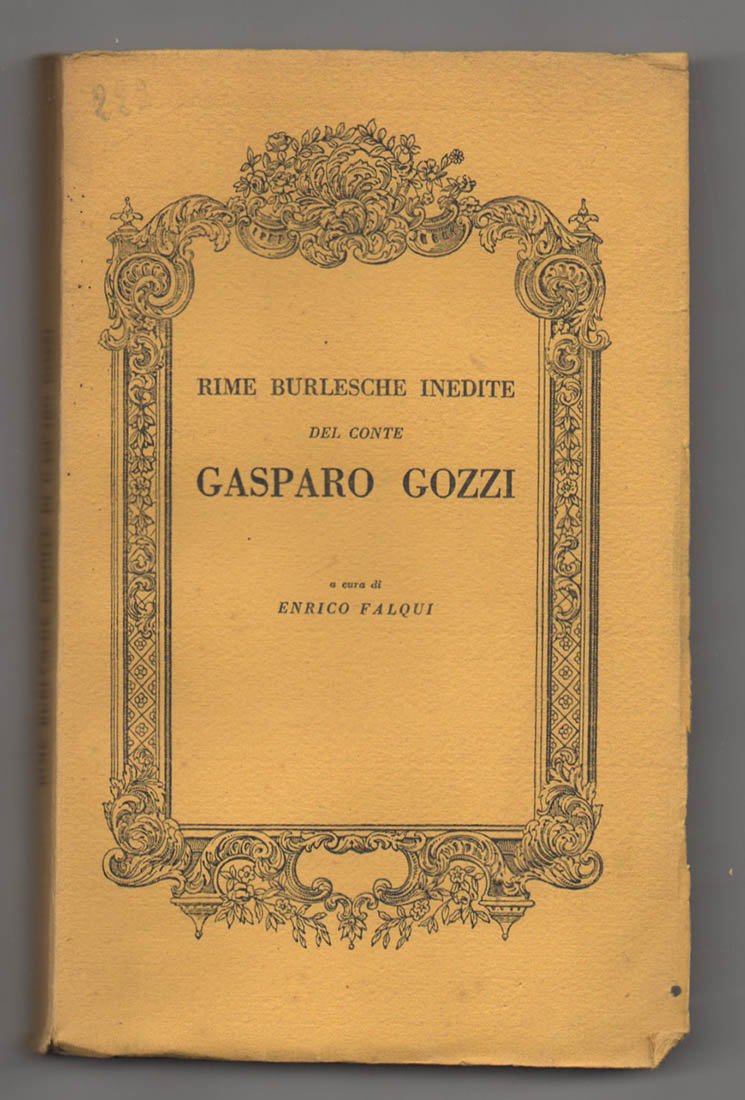 RIME BURLESCHE INEDITE
DEL CONTE
GASPARO GOZZI
a cura di
ENRICO FALQUI